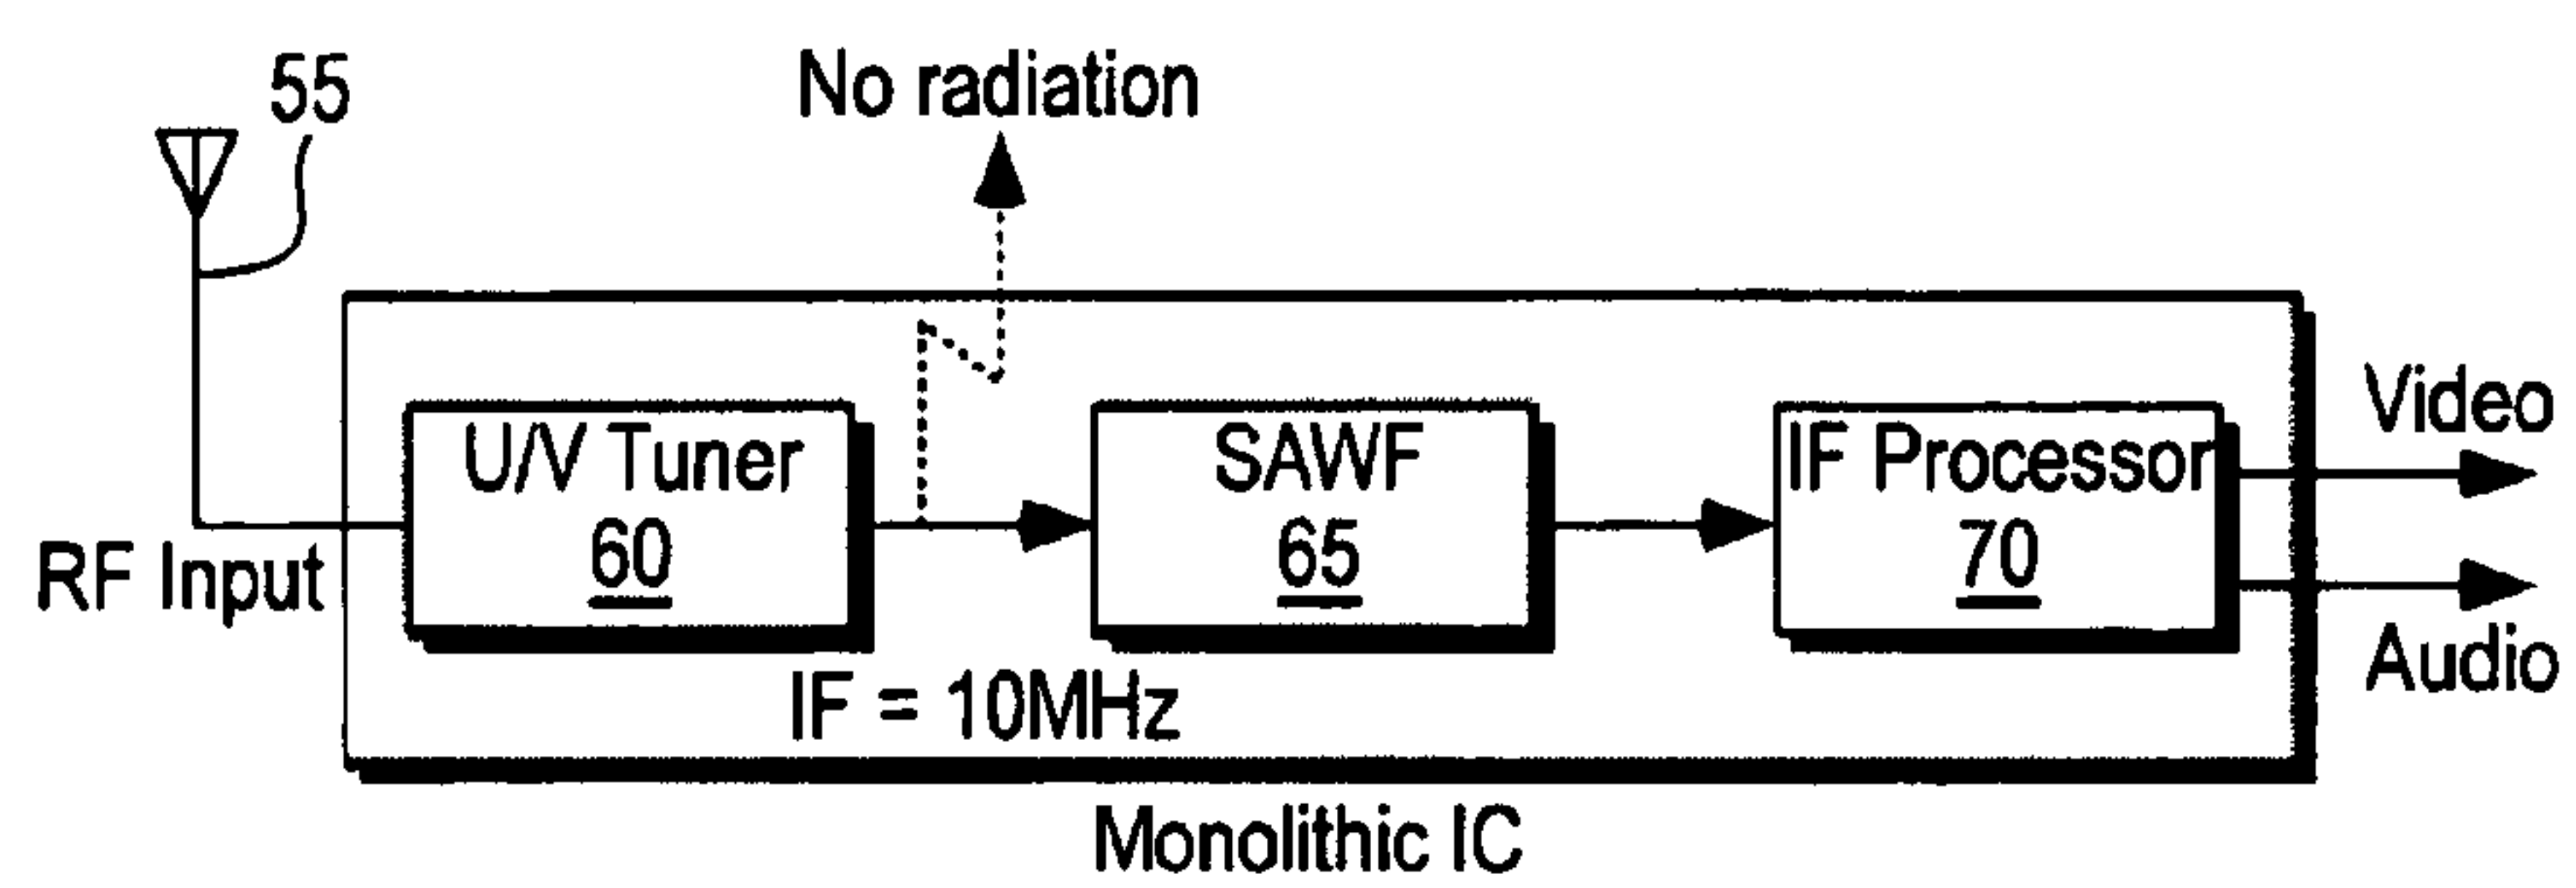 55
No radiation
RF Input
U/V Tuner
60
SAWF
65
IF Processor
70
Video
Audio
IF = 10MHz
Monolithic IC